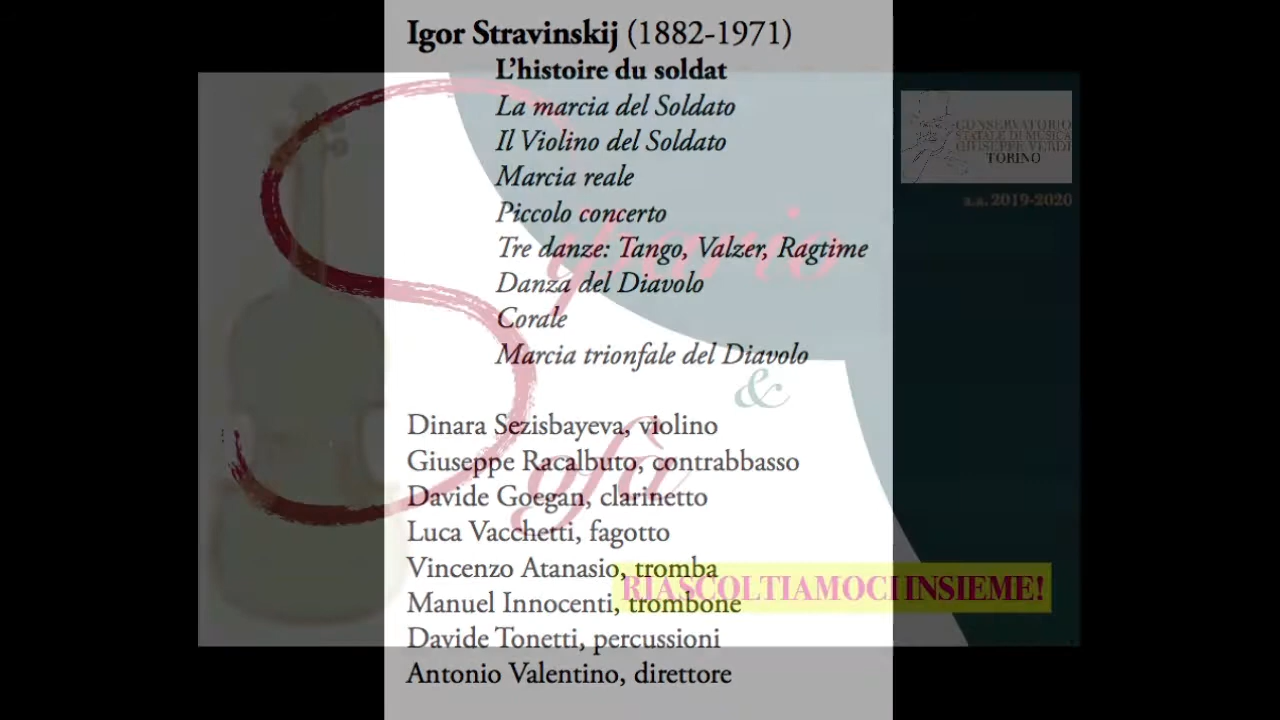 Igor Stravinskij (1882-1971)
L'histoire du soldat
La marcia del Soldato
Il Violino del Soldato
Marcia reale
Piccolo concerto
Tre danze: Tango, Valzer, Ragtime
Danza del Diavolo
Corale
Marcia trionfale del Diavolo
Dinara Sezisbayeva, violino
Giuseppe Racalbuto, contrabbasso
Davide Goegan, clarinetto
Luca Vacchetti, fagotto
Vincenzo Atanasio, tromba
Manuel Innocenti, trombone
Davide Tonetti, percussioni
Antonio Valentino, direttore
CONSERVATORIO
STATALE DI MUSICA
GIUSEPPE VERDI
TORINO
a.a. 2019-2020
Sipario
&
Sofà
RIASCOLTIAMOCI INSIEME!